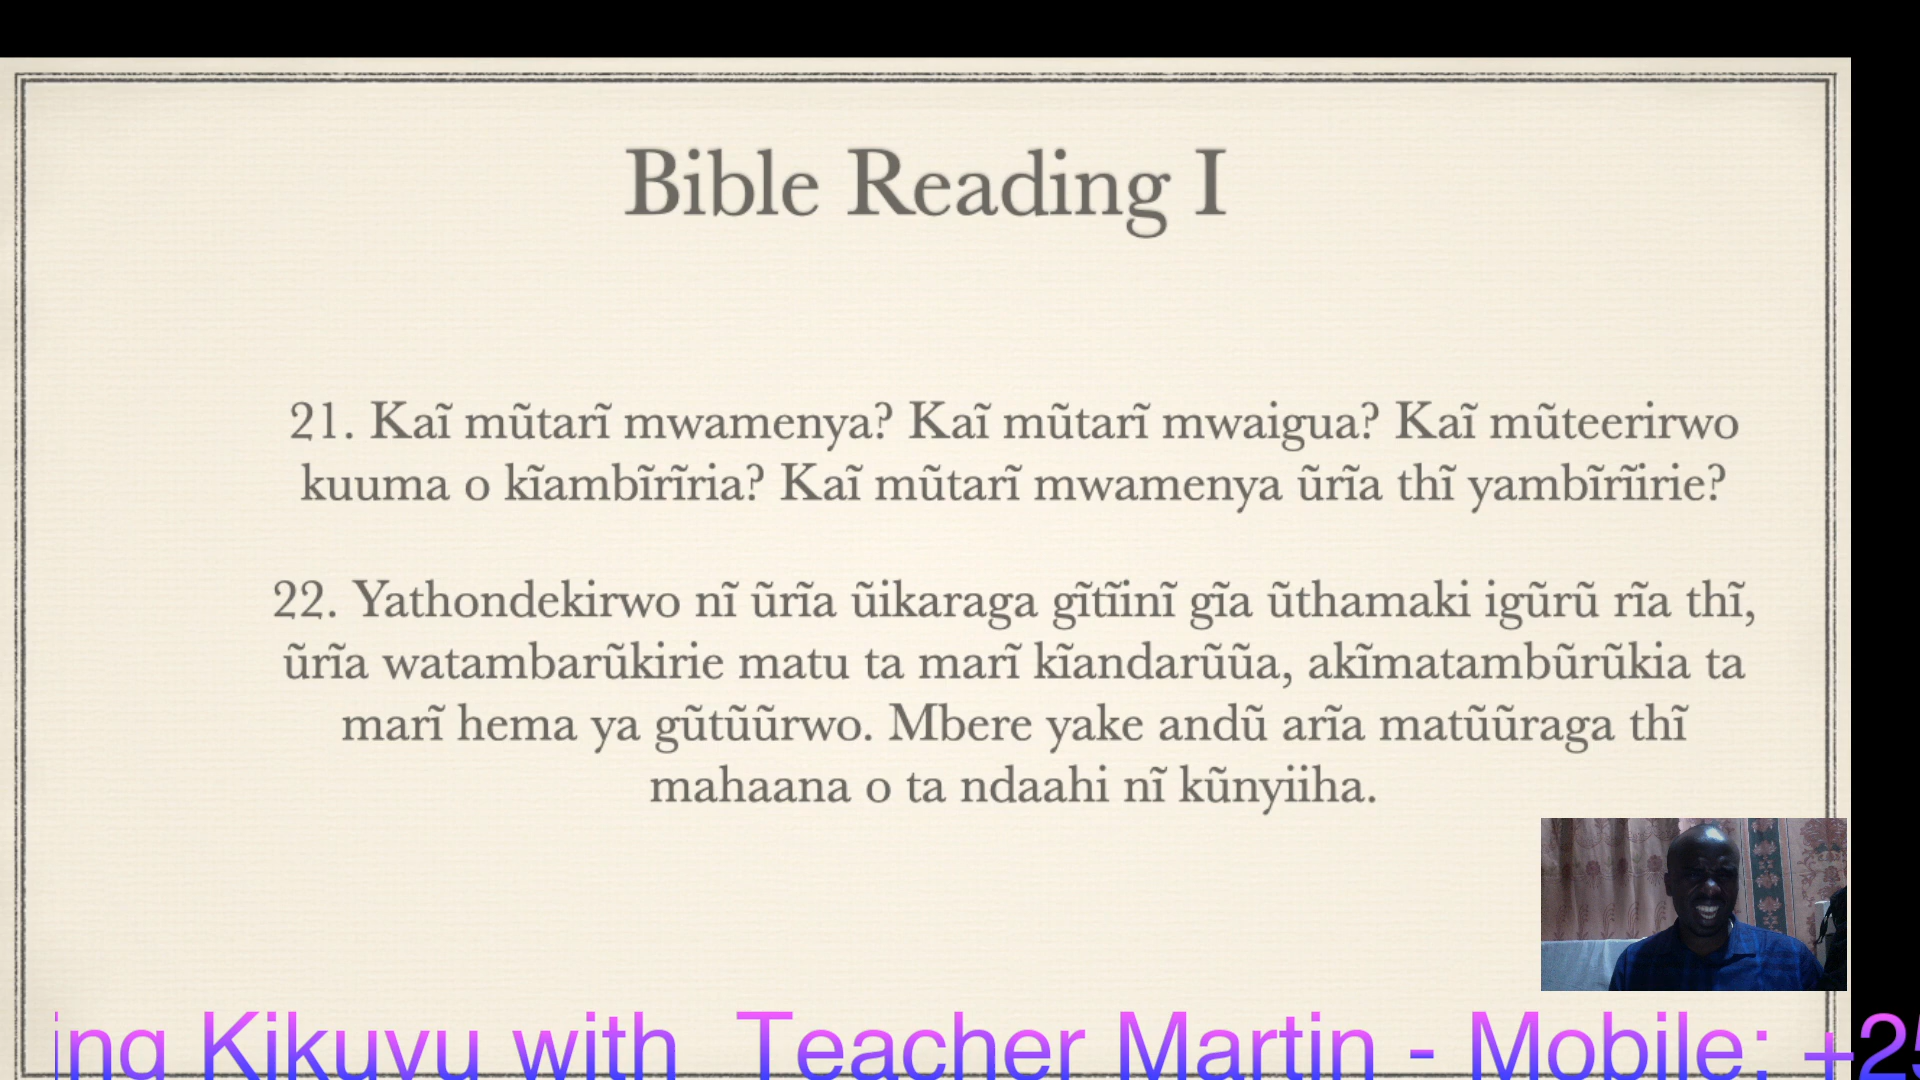 Bible Reading I
21. Kaĩ mũtarĩ mwamenya? Kaĩ mũtarĩ mwaigua? Kaĩ mũteerirwo
kuuma o kĩambĩrĩria? Kaĩ mũtarĩ mwamenya ũrĩa thĩ yambĩrĩirie?
22. Yathondekirwo nĩ ũrĩa ũikaraga gĩtĩinĩ gĩa ũthamaki igũrũ rĩa thĩ,
ũrĩa watambarũkirie matu ta marĩ kĩandarũũa, akĩmatambũrũkia ta
marĩ hema ya gũtũũrwo. Mbere yake andũ arĩa matũũraga thĩ
mahaana o ta ndaahi nĩ kũnyiiha.
ing Kikuyu with Teacher Martin - Mobile: +25